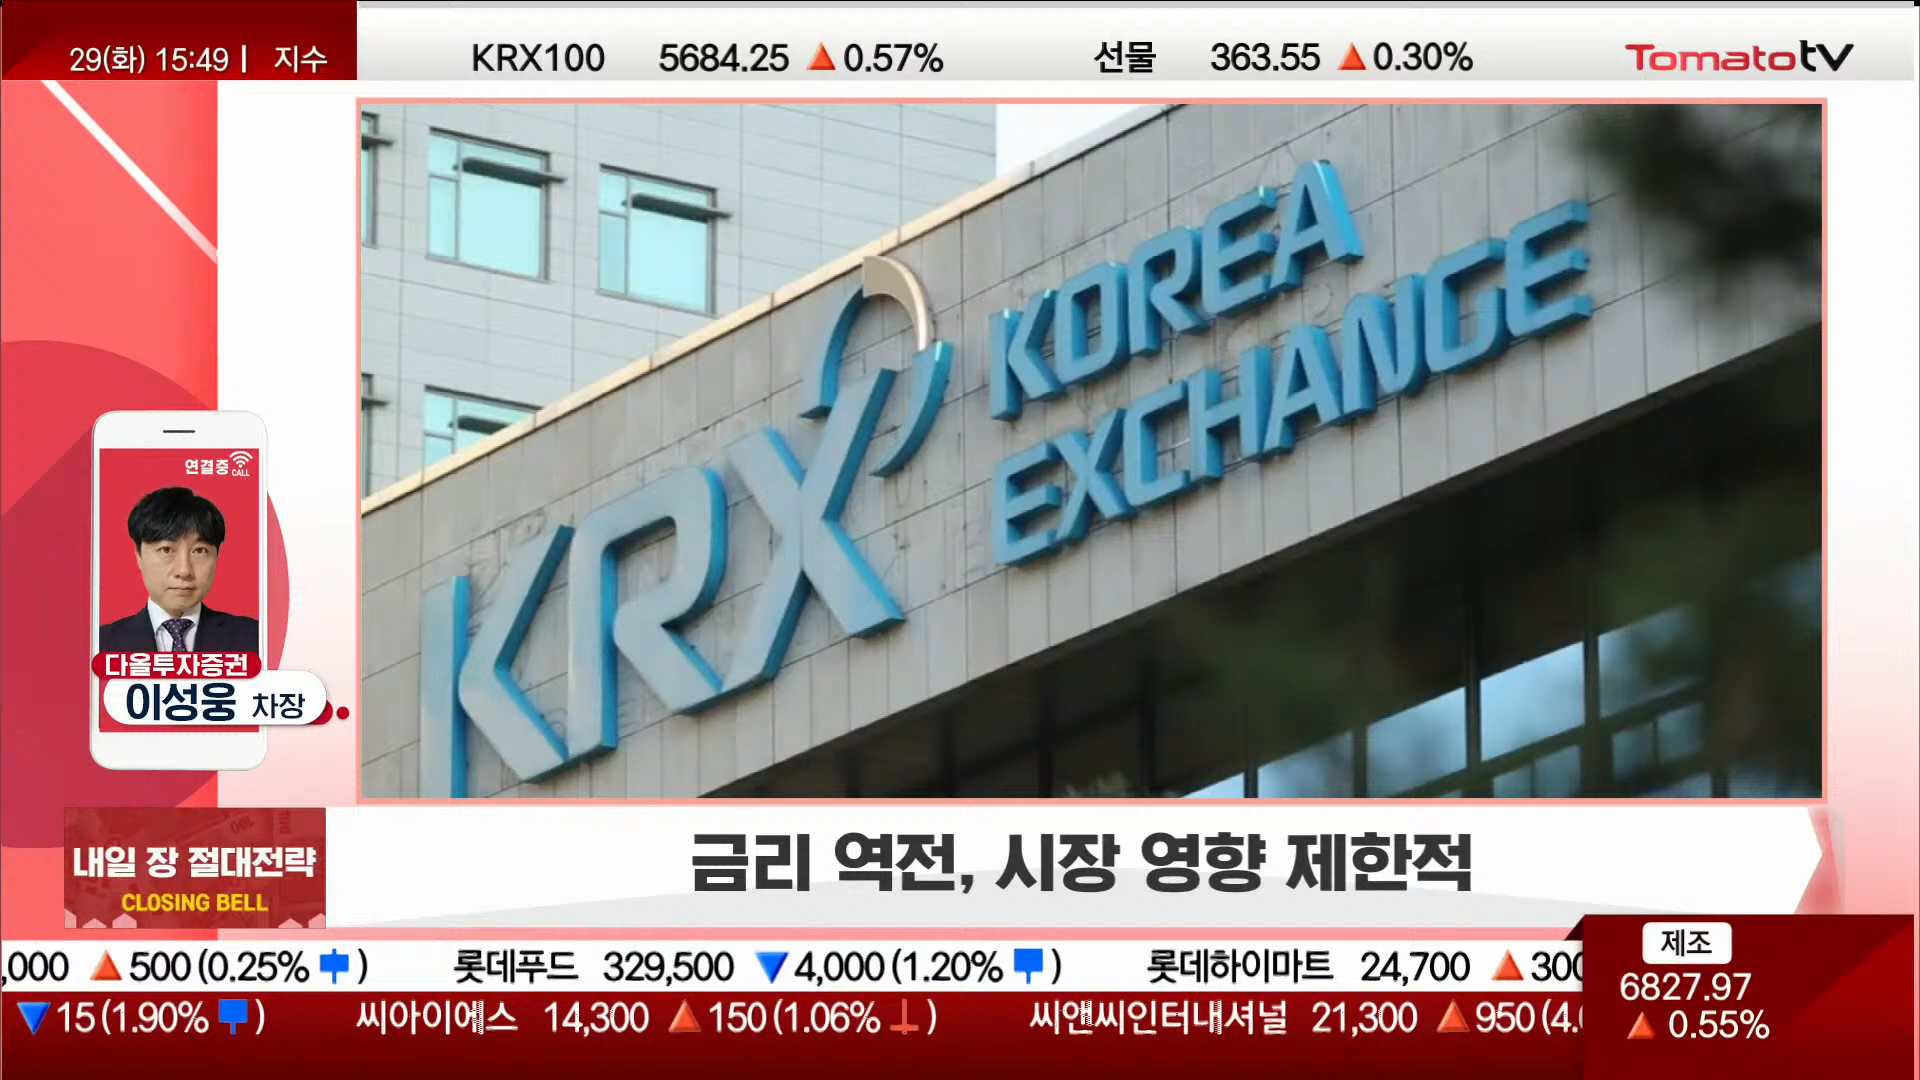 29(화) 15:49 | 지수 KRX100 5684.25 ▲ 0.57% 선물 363.55 ▲ 0.30% Tomato tv
KRX KOREA
EXCHANGE
연결중 CALL
다올투자증권
이성웅 차장
내일 장 절대전략
CLOSING BELL
금리 역전, 시장 영향 제한적
,000 ▲ 500 (0.25% ) 롯데푸드 329,500 ▼ 4,000 (1.20% ) 롯데하이마트 24,700 ▲ 300
▼ 15 (1.90% ) 씨아이에스 14,300 ▲ 150 (1.06% ) 씨앤씨인터내셔널 21,300 ▲ 950 (4.
제조
6827.97
▲ 0.55%